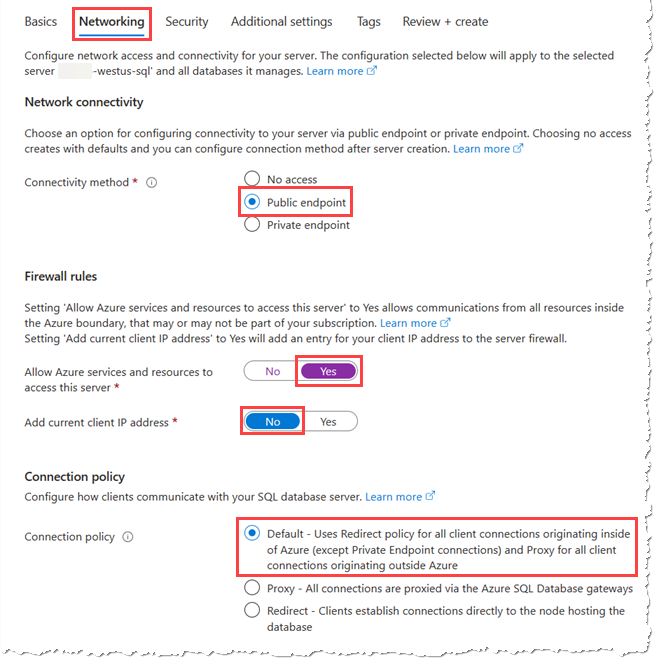 Basics Networking Security Additional settings Tags Review + create
Configure network access and connectivity for your server. The configuration selected below will apply to the selected
server -westus-sql' and all databases it manages. Learn more
Network connectivity
Choose an option for configuring connectivity to your server via public endpoint or private endpoint. Choosing no access
creates with defaults and you can configure connection method after server creation. Learn more
Connectivity method *
No access
Public endpoint
Private endpoint
Firewall rules
Setting 'Allow Azure services and resources to access this server' to Yes allows communications from all resources inside
the Azure boundary, that may or may not be part of your subscription. Learn more
Setting 'Add current client IP address' to Yes will add an entry for your client IP address to the server firewall.
Allow Azure services and resources to
access this server *
No Yes
Add current client IP address *
No Yes
Connection policy
Configure how clients communicate with your SQL database server. Learn more
Connection policy
Default - Uses Redirect policy for all client connections originating inside
of Azure (except Private Endpoint connections) and Proxy for all client
connections originating outside Azure
Proxy - All connections are proxied via the Azure SQL Database gateways
Redirect - Clients establish connections directly to the node hosting the
database